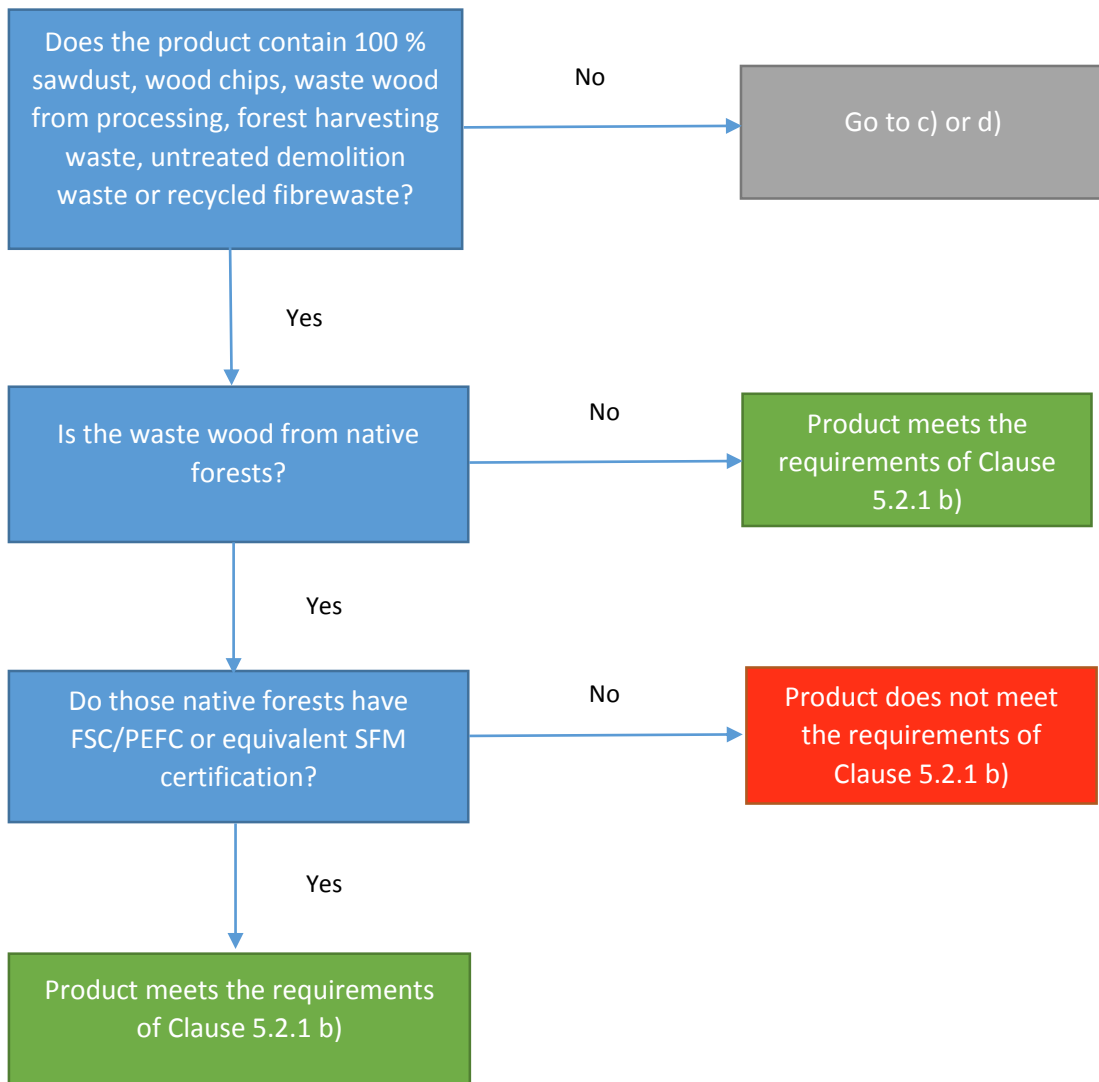 Does the product contain 100 %
sawdust, wood chips, waste wood
from processing, forest harvesting
waste, untreated demolition
waste or recycled fibrewaste?
No
Go to c) or d)
Yes
Is the waste wood from native
forests?
No
Product meets the
requirements of Clause
5.2.1 b)
Yes
Do those native forests have
FSC/PEFC or equivalent SFM
certification?
No
Product does not meet
the requirements of
Clause 5.2.1 b)
Yes
Product meets the requirements
of Clause 5.2.1 b)